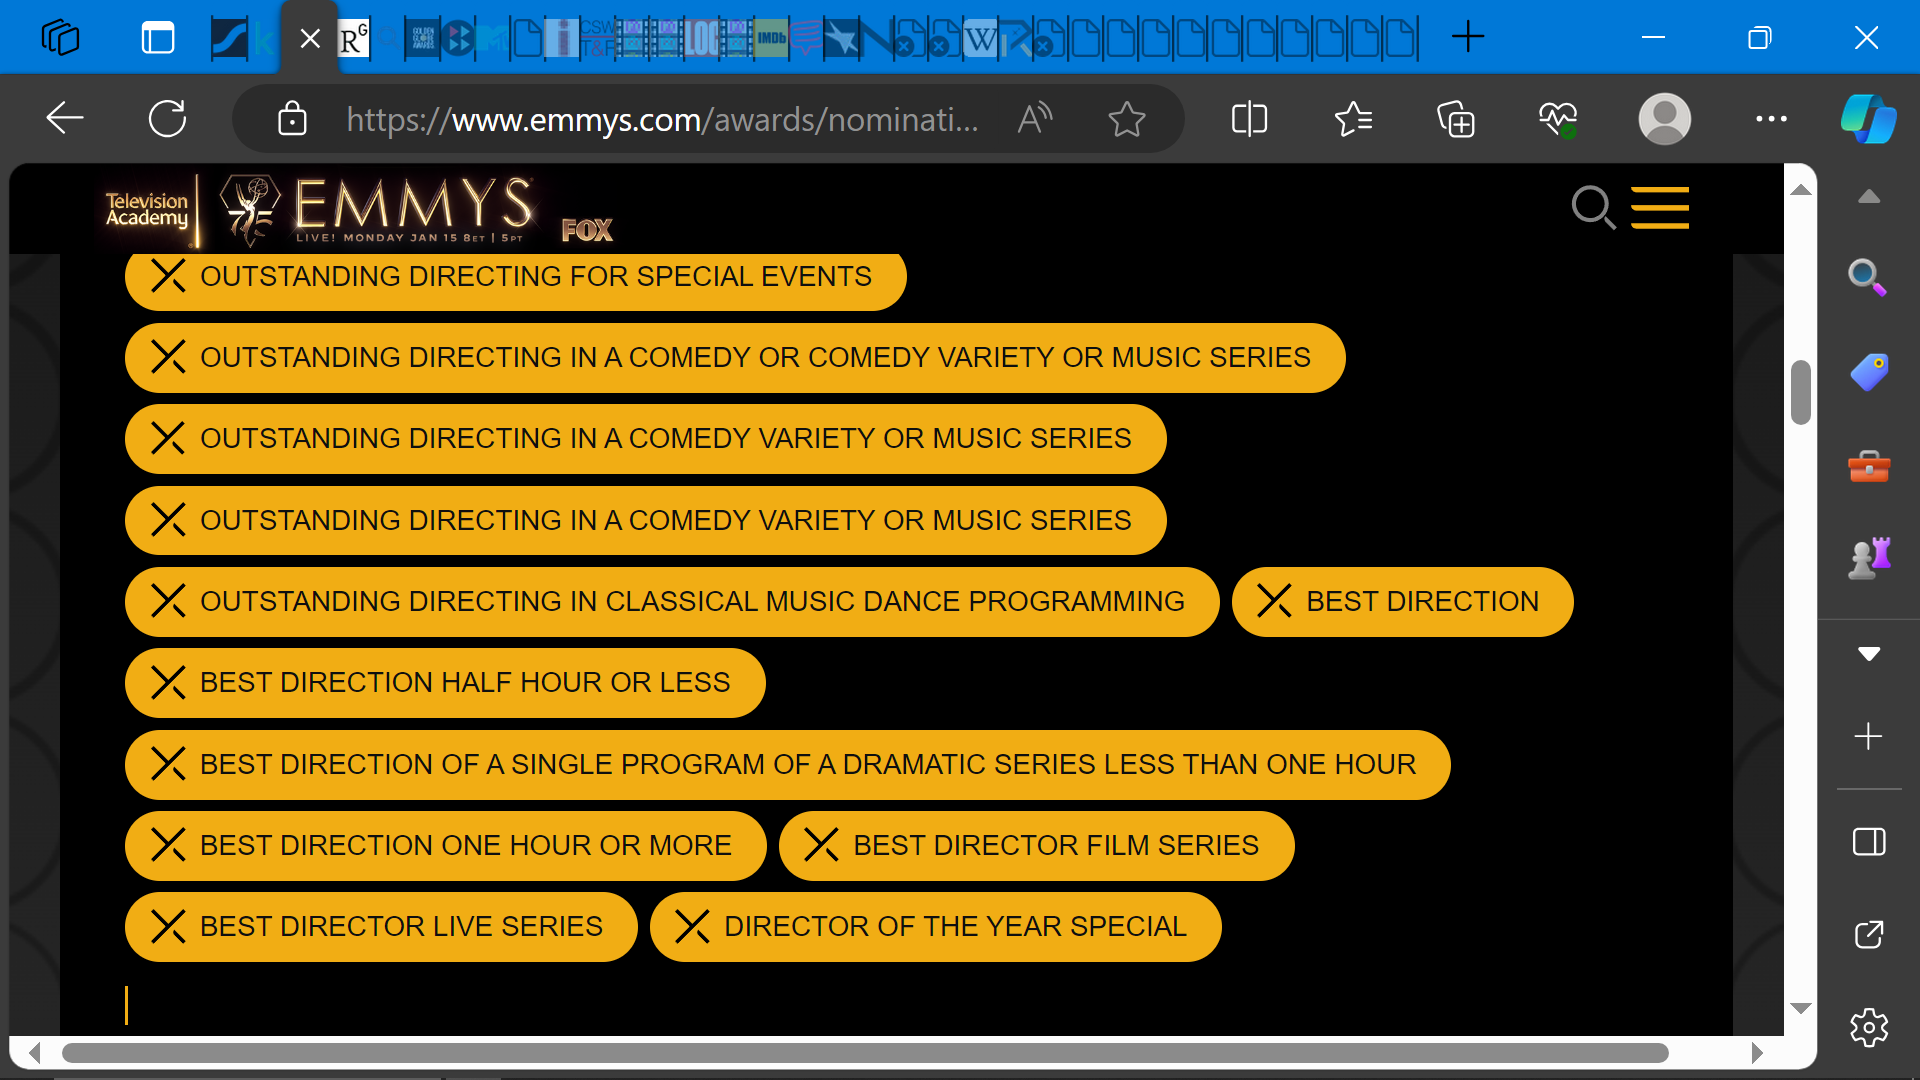 https://www.emmys.com/awards/nominati...
Television Academy
EMMYS
LIVE! MONDAY JAN 15 8ET | 5PT
FOX
OUTSTANDING DIRECTING FOR SPECIAL EVENTS
OUTSTANDING DIRECTING IN A COMEDY OR COMEDY VARIETY OR MUSIC SERIES
OUTSTANDING DIRECTING IN A COMEDY VARIETY OR MUSIC SERIES
OUTSTANDING DIRECTING IN A COMEDY VARIETY OR MUSIC SERIES
OUTSTANDING DIRECTING IN CLASSICAL MUSIC DANCE PROGRAMMING
BEST DIRECTION
BEST DIRECTION HALF HOUR OR LESS
BEST DIRECTION OF A SINGLE PROGRAM OF A DRAMATIC SERIES LESS THAN ONE HOUR
BEST DIRECTION ONE HOUR OR MORE
BEST DIRECTOR FILM SERIES
BEST DIRECTOR LIVE SERIES
DIRECTOR OF THE YEAR SPECIAL